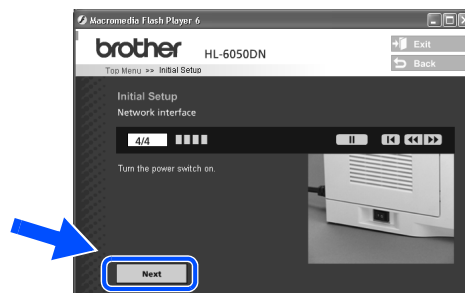 Macromedia Flash Player 6
brother HL-6050DN
Exit
Back
Top Menu >> Initial Setup
Initial Setup
Network interface
4/4
Turn the power switch on.
Next